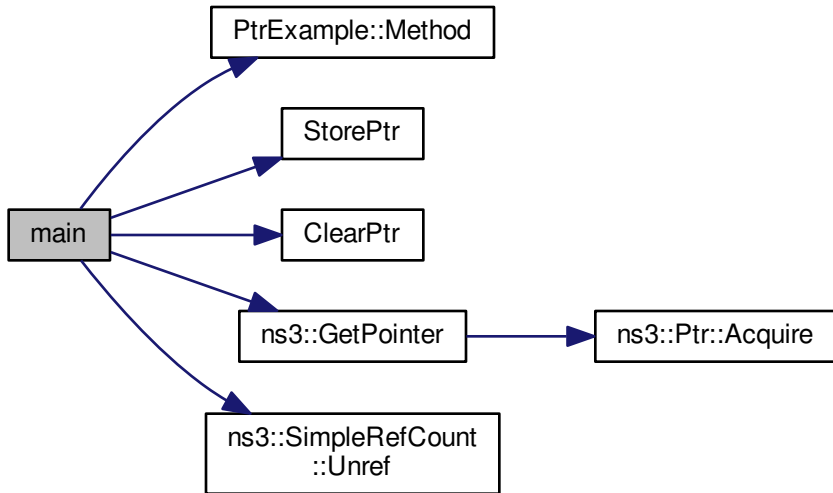 PtrExample::Method
StorePtr
main
ClearPtr
ns3::GetPointer
ns3::Ptr::Acquire
ns3::SimpleRefCount
::Unref